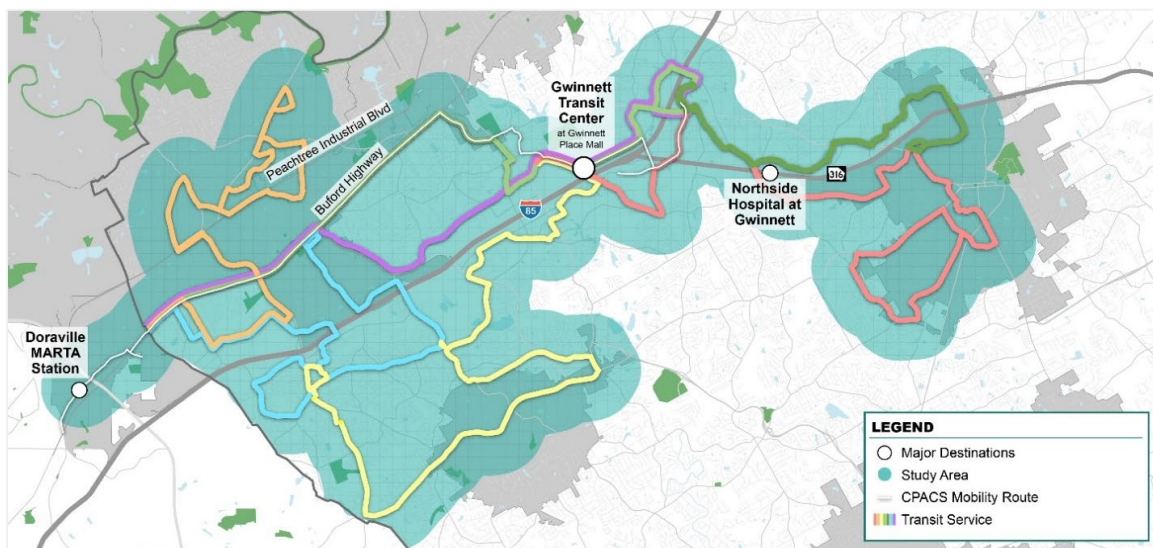 Gwinnett
Transit
Center
at Gwinnett
Place Mall
Peachtree Industrial Blvd
Buford Highway
85
316
Northside
Hospital at
Gwinnett
Doraville
MARTA
Station
LEGEND
Major Destinations
Study Area
CPACS Mobility Route
Transit Service